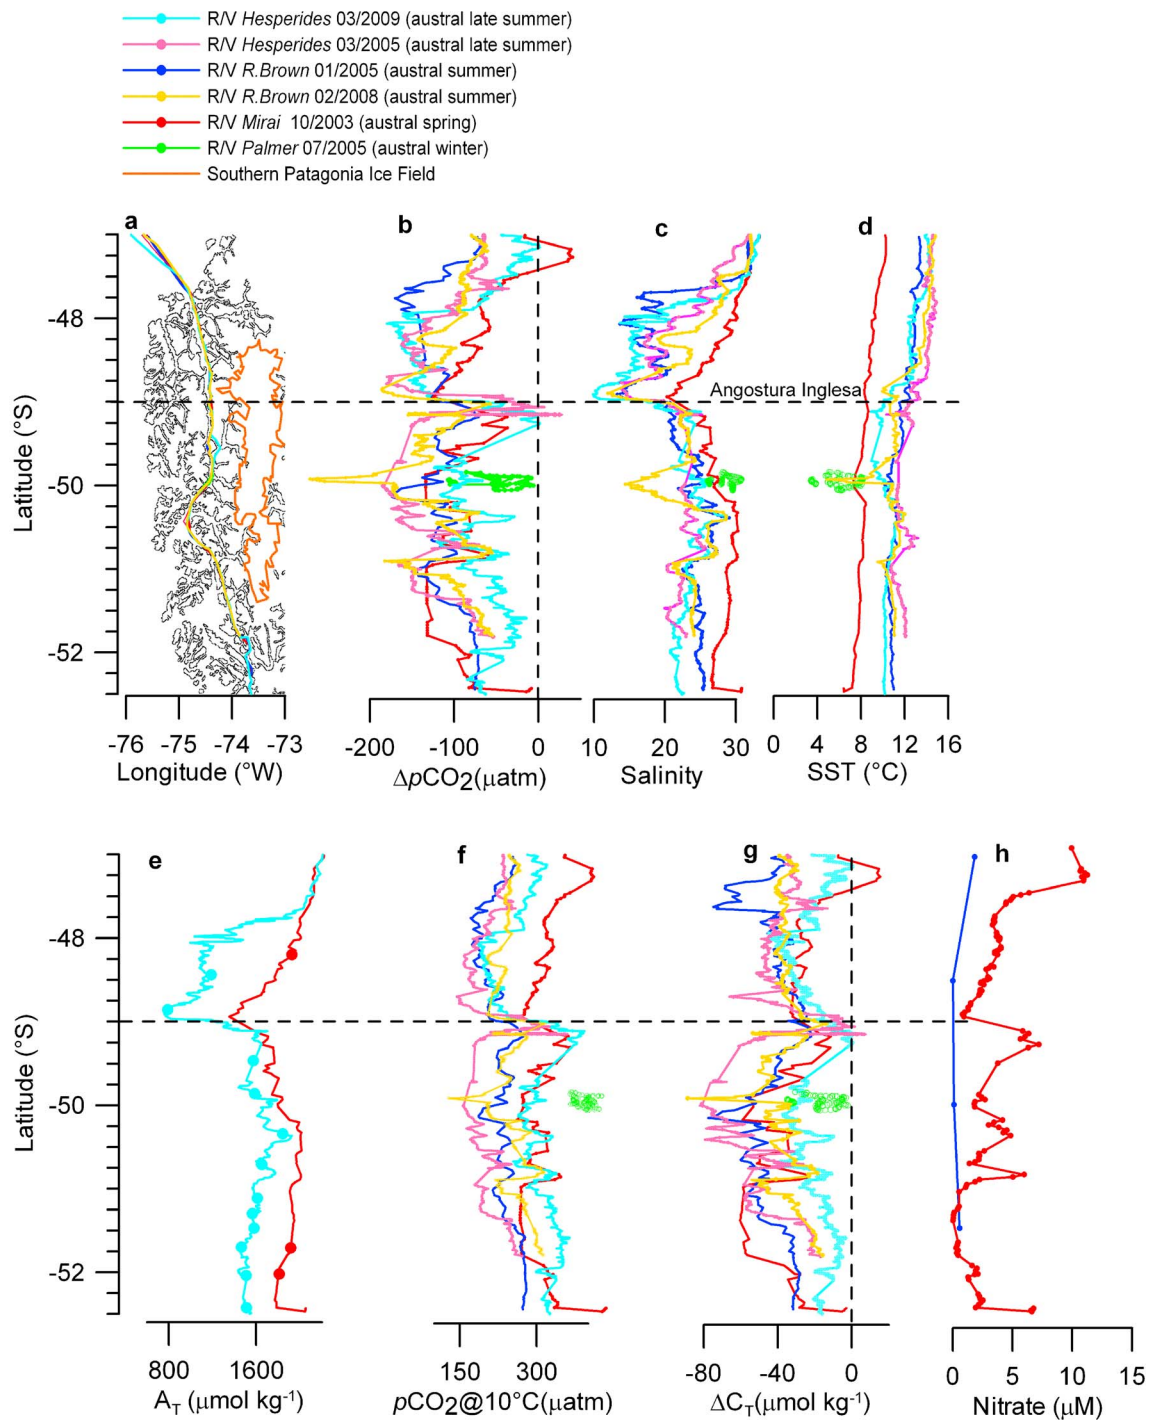 R/V Hesperides 03/2009 (austral late summer)
R/V Hesperides 03/2005 (austral late summer)
R/V R.Brown 01/2005 (austral summer)
R/V R.Brown 02/2008 (austral summer)
R/V Mirai 10/2003 (austral spring)
R/V Palmer 07/2005 (austral winter)
Southern Patagonia Ice Field
a b c d
-48
Angostura Inglesa
Latitude (°S)
-50
-52
-76 -75 -74 -73 -200 -100 0 10 20 30 0 4 8 12 16
Longitude (°W) ΔpCO2(µatm) Salinity SST (°C)
e f g h
-48
Latitude (°S)
-50
-52
800 1600 150 300 -80 -40 0 0 5 10 15
AT (µmol kg-1) pCO2@10°C(µatm) ΔCT(µmol kg-1) Nitrate (µM)